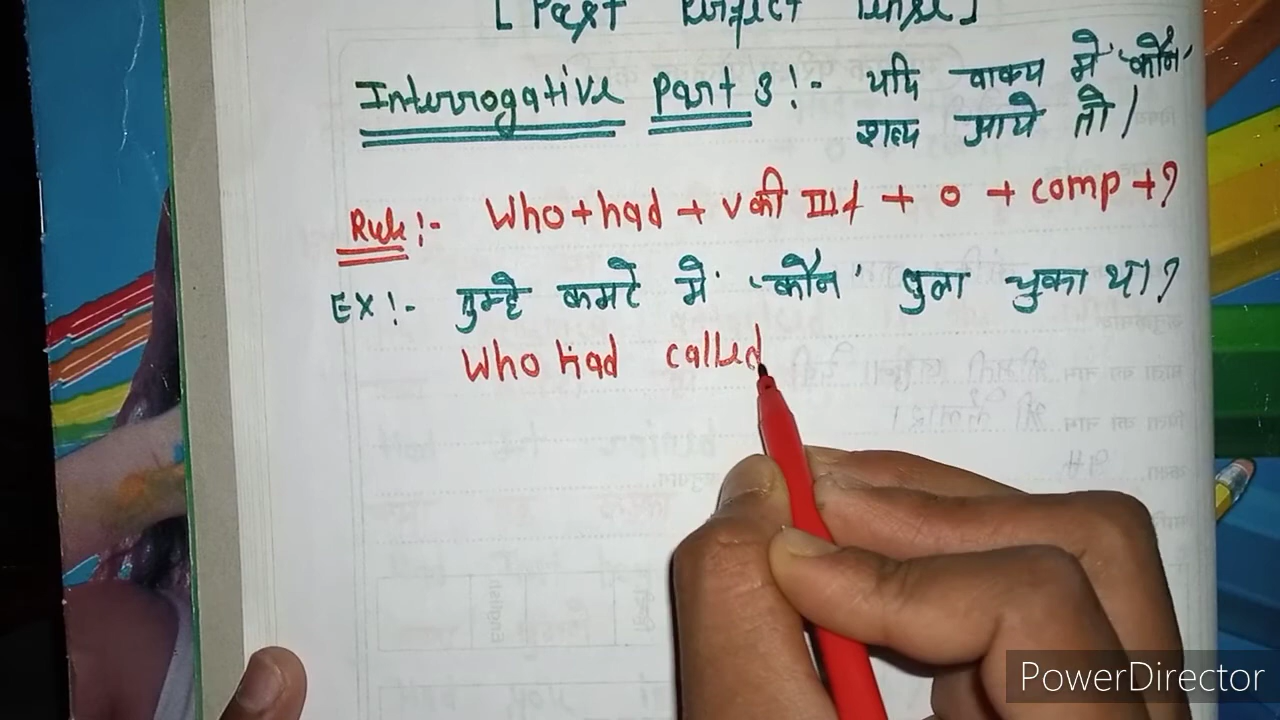 [Past Perfect Tense]
Interrogative Part 3 !- यदि वाक्य में 'कौन'
शब्द आये तो /
Rule !- Who + had + V की III f + O + comp + ?
EX !- तुम्हे कमरे में 'कौन' बुला चुका था ?
Who had called
PowerDirector